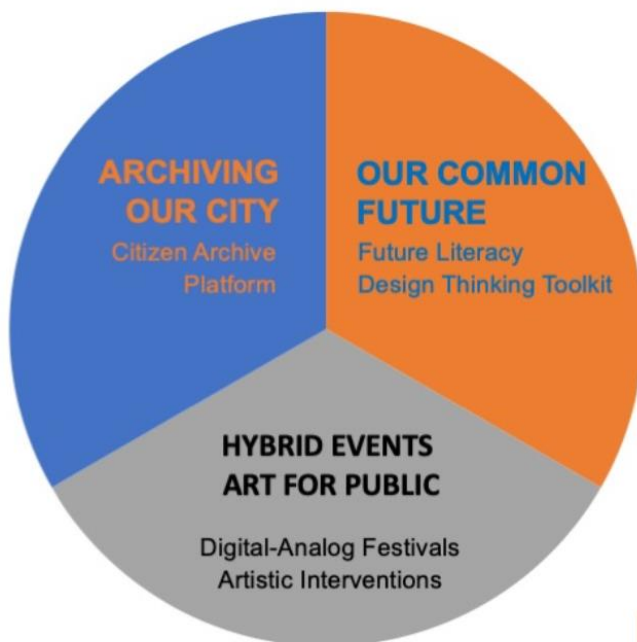 ARCHIVING
OUR CITY
Citizen Archive
Platform
OUR COMMON
FUTURE
Future Literacy
Design Thinking Toolkit
HYBRID EVENTS
ART FOR PUBLIC
Digital-Analog Festivals
Artistic Interventions